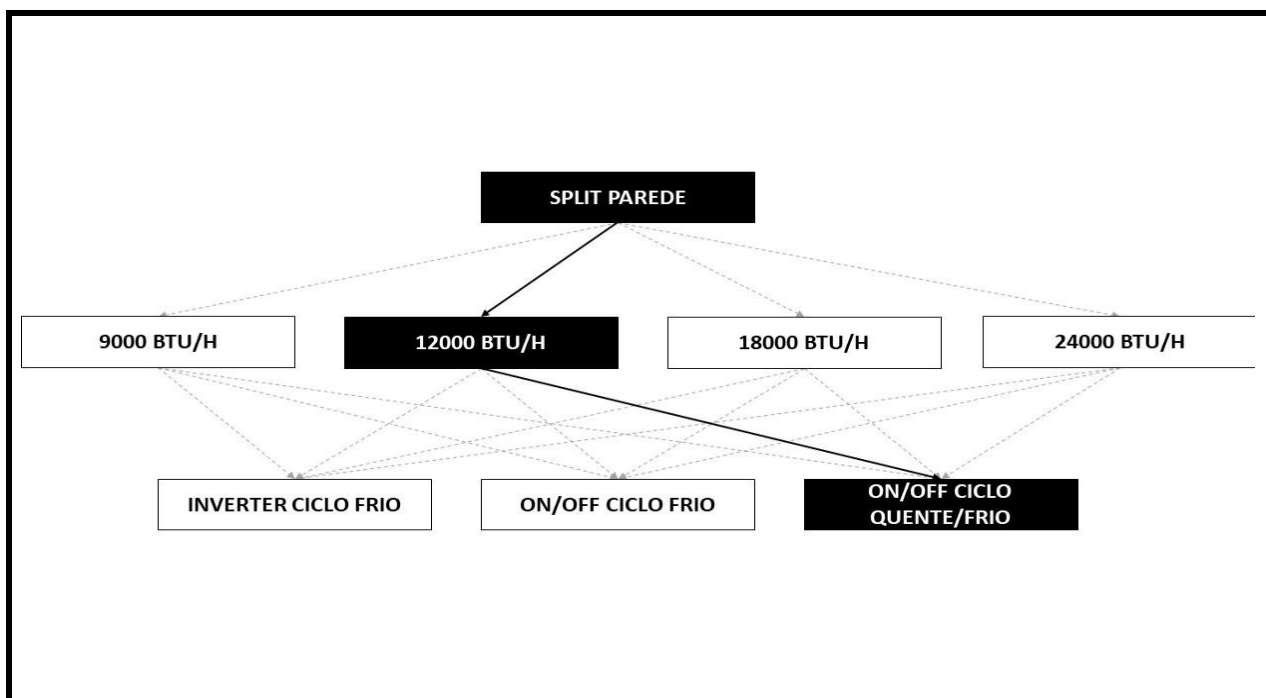 SPLIT PAREDE
9000 BTU/H
12000 BTU/H
18000 BTU/H
24000 BTU/H
INVERTER CICLO FRIO
ON/OFF CICLO FRIO
ON/OFF CICLO
QUENTE/FRIO